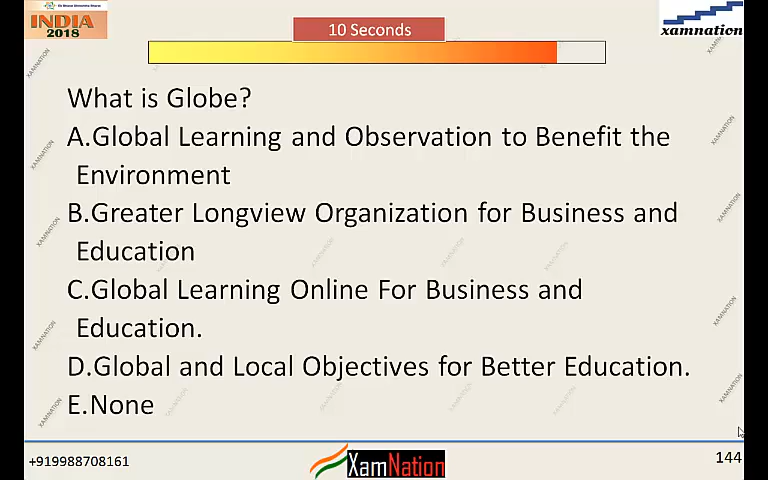 INDIA
2018
10 Seconds
xamnation
What is Globe?
A.Global Learning and Observation to Benefit the
Environment
B.Greater Longview Organization for Business and
Education
C.Global Learning Online For Business and
Education.
D.Global and Local Objectives for Better Education.
E.None
+919988708161
XamNation
144
XAMNATION